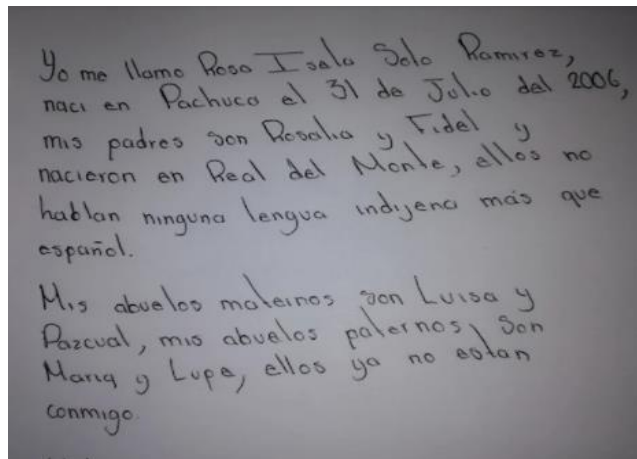 Yo me llamo Rosa Isela Soto Ramirez,
naci en Pachuca el 31 de Julio del 2006,
mis padres son Rosalia y Fidel y
nacieron en Real del Monte, ellos no
hablan ninguna lengua indijena más que
español.
Mis abuelos maternos son Luisa y
Pazcual, mis abuelos paternos, son
Maria y Lupe, ellos ya no estan
conmigo.